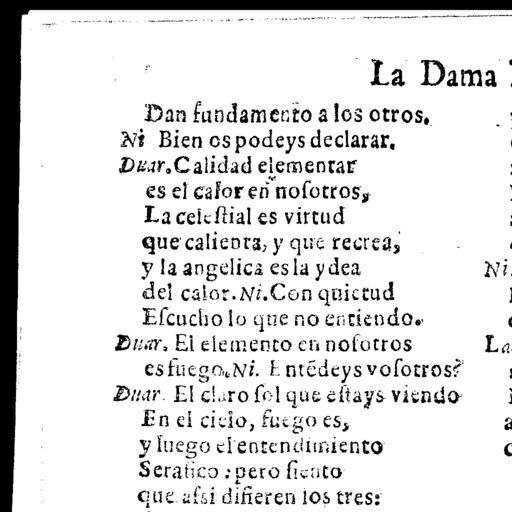 La Dama
Dan fundamento a los otros.
Ni Bien os podeys declarar.
Duar. Calidad elementar
es el calor en nosotros,
La celeſtial es virtud
que calienta, y que recrea,
y la angelica es la ydea
del calor. Ni. Con quietud
Eſcucho lo que no entiendo.
Duar. El elemento en noſotros
es fuego. Ni. Entēdeys voſotros?
Duar. El claro ſol que eſtays viendo
En el cielo, fuego es,
y fuego el entendimiento
Serafico: pero ſiento
que aſsi difieren los tres:
Ni.
La